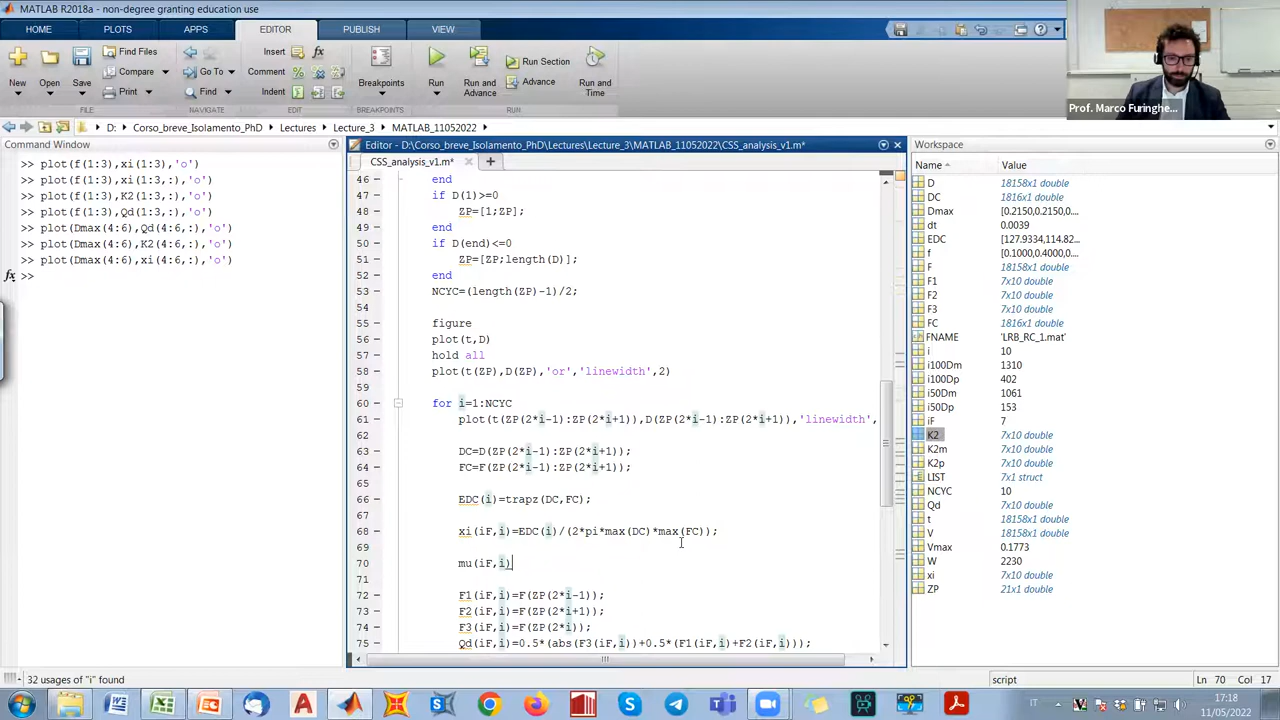 MATLAB R2018a - non-degree granting education use
HOME PLOTS APPS EDITOR PUBLISH VIEW
Find Files Insert fx
Compare Go To Comment
Print Find Indent
New Open Save Breakpoints Run Run and Advance Run Section Advance Run and Time
FILE NAVIGATE EDIT BREAKPOINTS RUN
Prof. Marco Furinghe...
D: Corso_breve_Isolamento_PhD Lectures Lecture_3 MATLAB_11052022
Command Window
>> plot(f(1:3),xi(1:3),'o')
>> plot(f(1:3),xi(1:3,:),'o')
>> plot(f(1:3),K2(1:3,:),'o')
>> plot(f(1:3),Qd(1:3,:),'o')
>> plot(Dmax(4:6),Qd(4:6,:),'o')
>> plot(Dmax(4:6),K2(4:6,:),'o')
>> plot(Dmax(4:6),xi(4:6,:),'o')
fx >>
Editor - D:\Corso_breve_Isolamento_PhD\Lectures\Lecture_3\MATLAB_11052022\CSS_analysis_v1.m*
CSS_analysis_v1.m*
46 end
47 if D(1)>=0
48 ZP=[1;ZP];
49 end
50 if D(end)<=0
51 ZP=[ZP;length(D)];
52 end
53 NCYC=(length(ZP)-1)/2;
54
55 figure
56 plot(t,D)
57 hold all
58 plot(t(ZP),D(ZP),'or','linewidth',2)
59
60 for i=1:NCYC
61 plot(t(ZP(2*i-1):ZP(2*i+1)),D(ZP(2*i-1):ZP(2*i+1)),'linewidth',
62
63 DC=D(ZP(2*i-1):ZP(2*i+1));
64 FC=F(ZP(2*i-1):ZP(2*i+1));
65
66 EDC(i)=trapz(DC,FC);
67
68 xi(iF,i)=EDC(i)/(2*pi*max(DC)*max(FC));
69
70 mu(iF,i)
71
72 F1(iF,i)=F(ZP(2*i-1));
73 F2(iF,i)=F(ZP(2*i+1));
74 F3(iF,i)=F(ZP(2*i));
75 Qd(iF,i)=0.5*(abs(F3(iF,i))+0.5*(F1(iF,i)+F2(iF,i)));
Workspace
Name Value
D 18158x1 double
DC 1816x1 double
Dmax [0.2150,0.2150,0....
dt 0.0039
EDC [127.9334,114.82...
f [0.1000,0.4000,0....
F 18158x1 double
F1 7x10 double
F2 7x10 double
F3 7x10 double
FC 1816x1 double
FNAME 'LRB_RC_1.mat'
i 10
i100Dm 1310
i100Dp 402
i50Dm 1061
i50Dp 153
iF 7
K2 7x10 double
K2m 7x10 double
K2p 7x10 double
LIST 7x1 struct
NCYC 10
Qd 7x10 double
t 18158x1 double
V 18158x1 double
Vmax 0.1773
W 2230
xi 7x10 double
ZP 21x1 double
32 usages of "i" found
script Ln 70 Col 17
IT 17:18
11/05/2022